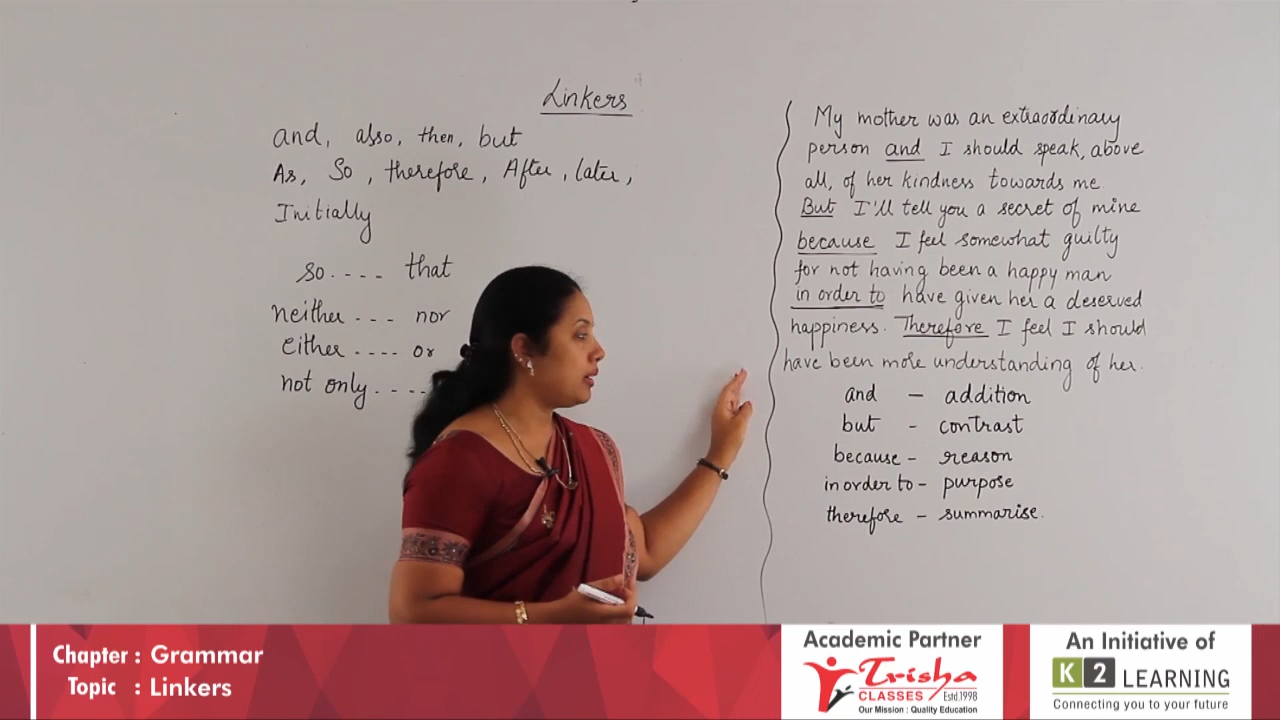 Linkers
and, also, then, but
As, So, therefore, After, later,
Initially
so.... that
neither... nor
either.... or
not only....
My mother was an extraordinary
person and I should speak, above
all, of her kindness towards me.
But I'll tell you a secret of mine
because I feel somewhat guilty
for not having been a happy man
in order to have given her a deserved
happiness. Therefore I feel I should
have been more understanding of her.
and – addition
but - contrast
because - reason
in order to - purpose
therefore - summarise.
Chapter : Grammar
Topic : Linkers
Academic Partner
Trisha
CLASSES Estd.1998
Our Mission : Quality Education
An Initiative of
K2 LEARNING
Connecting you to your future